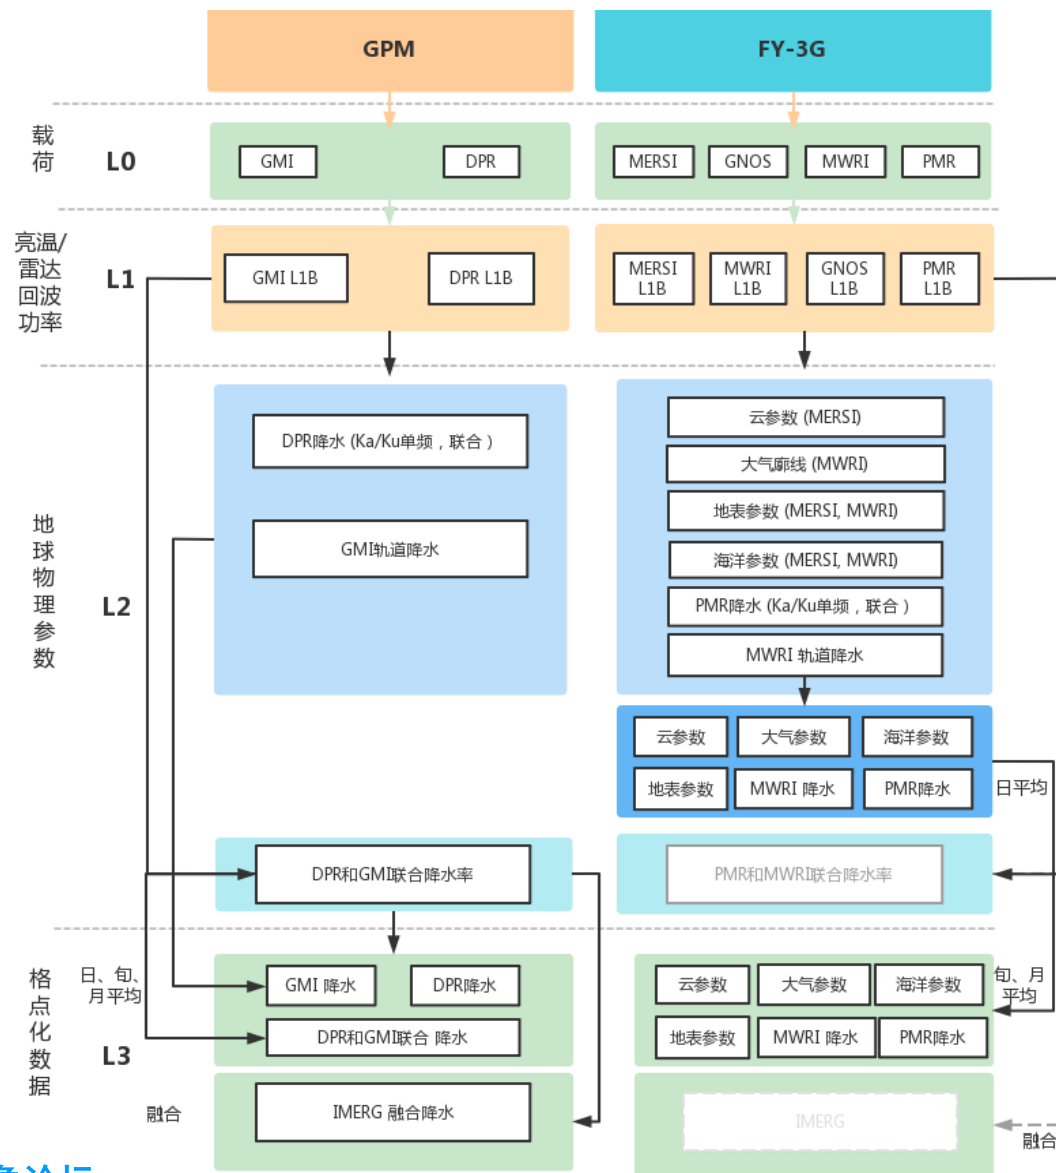 GPM
FY-3G
载
荷
L0
GMI
DPR
MERSI
GNOS
MWRI
PMR
亮温/
雷达
回波
功率
L1
GMI L1B
DPR L1B
MERSI
L1B
MWRI
L1B
GNOS
L1B
PMR
L1B
地
球
物
理
参
数
L2
DPR降水 (Ka/Ku单频，联合）
GMI轨道降水
云参数 (MERSI)
大气廓线 (MWRI)
地表参数 (MERSI, MWRI)
海洋参数 (MERSI, MWRI)
PMR降水 (Ka/Ku单频，联合）
MWRI 轨道降水
云参数
大气参数
海洋参数
地表参数
MWRI 降水
PMR降水
日平均
DPR和GMI联合降水率
PMR和MWRI联合降水率
格
点
化
数
据
L3
日、旬、
月平均
GMI 降水
DPR降水
DPR和GMI联合 降水
云参数
大气参数
海洋参数
地表参数
MWRI 降水
PMR降水
旬、月
平均
融合
IMERG 融合降水
IMERG
融合